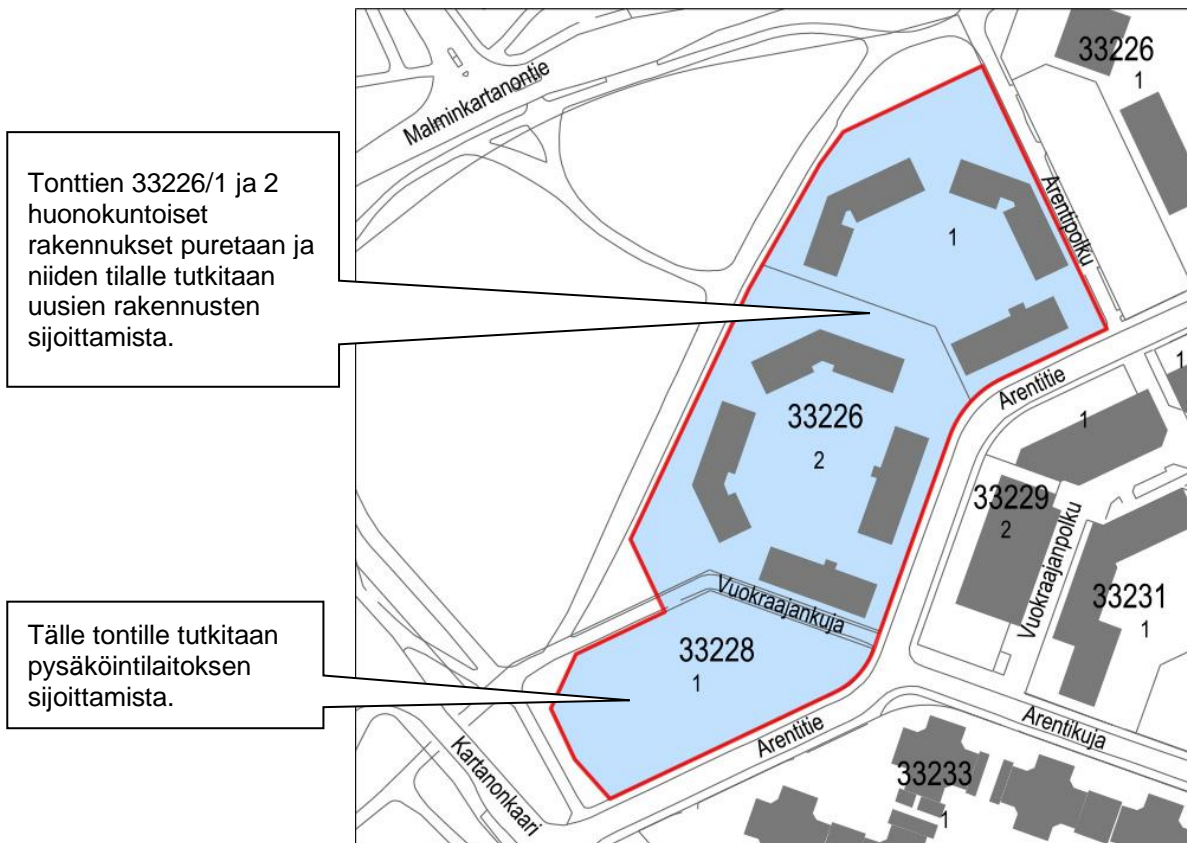 Tonttien 33226/1 ja 2
huonokuntoiset
rakennukset puretaan ja
niiden tilalle tutkitaan
uusien rakennusten
sijoittamista.
Tälle tontille tutkitaan
pysäköintilaitoksen
sijoittamista.
Malminkartanontie
33226
1
Arentipolku
1
Arentitie
1
1
33226
2
33229
2
Vuokraajanpolku
33231
1
Vuokraajankuja
33228
1
Arentitie
Arentikuja
Kartanonkaari
33233
1